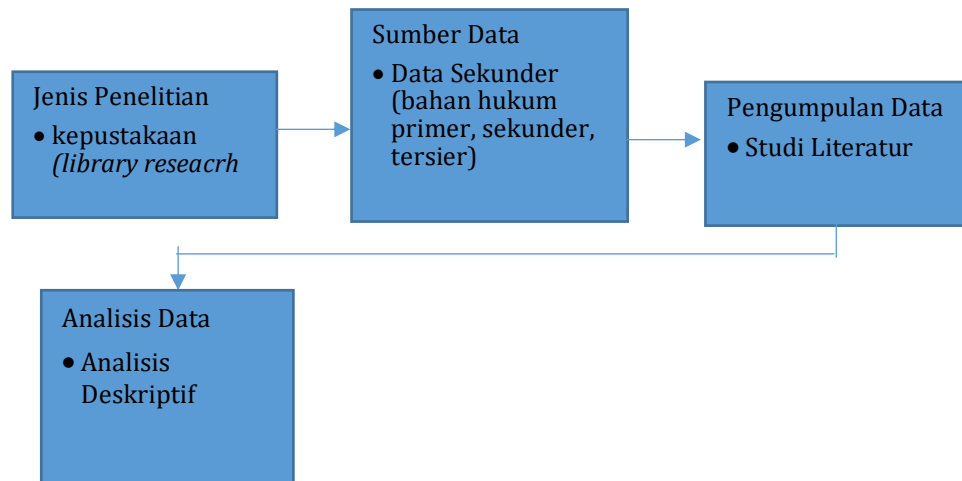 Jenis Penelitian
• kepustakaan
(library reseacrh
Sumber Data
• Data Sekunder
(bahan hukum
primer, sekunder,
tersier)
Pengumpulan Data
• Studi Literatur
Analisis Data
• Analisis
Deskriptif